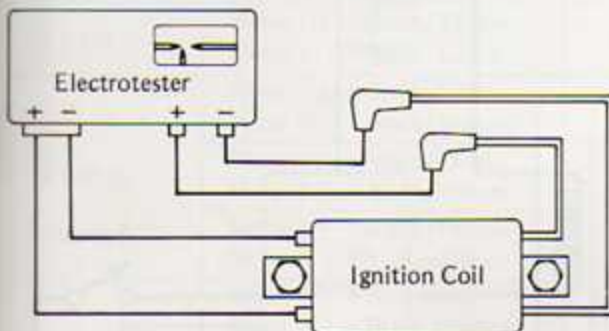 Electrotester
+ − + −
Ignition Coil